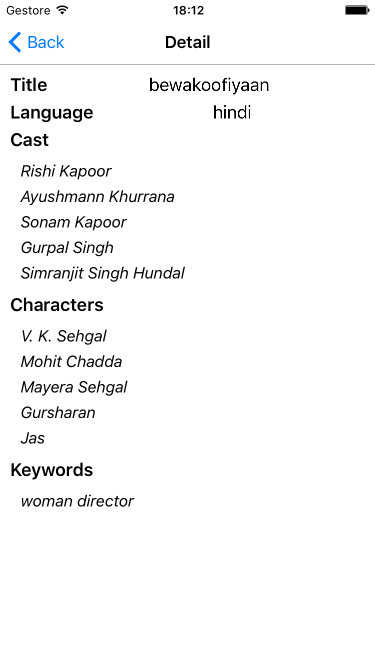 Gestore 18:12
Back Detail
Title bewakoofiyaan
Language hindi
Cast
Rishi Kapoor
Ayushmann Khurrana
Sonam Kapoor
Gurpal Singh
Simranjit Singh Hundal
Characters
V. K. Sehgal
Mohit Chadda
Mayera Sehgal
Gursharan
Jas
Keywords
woman director